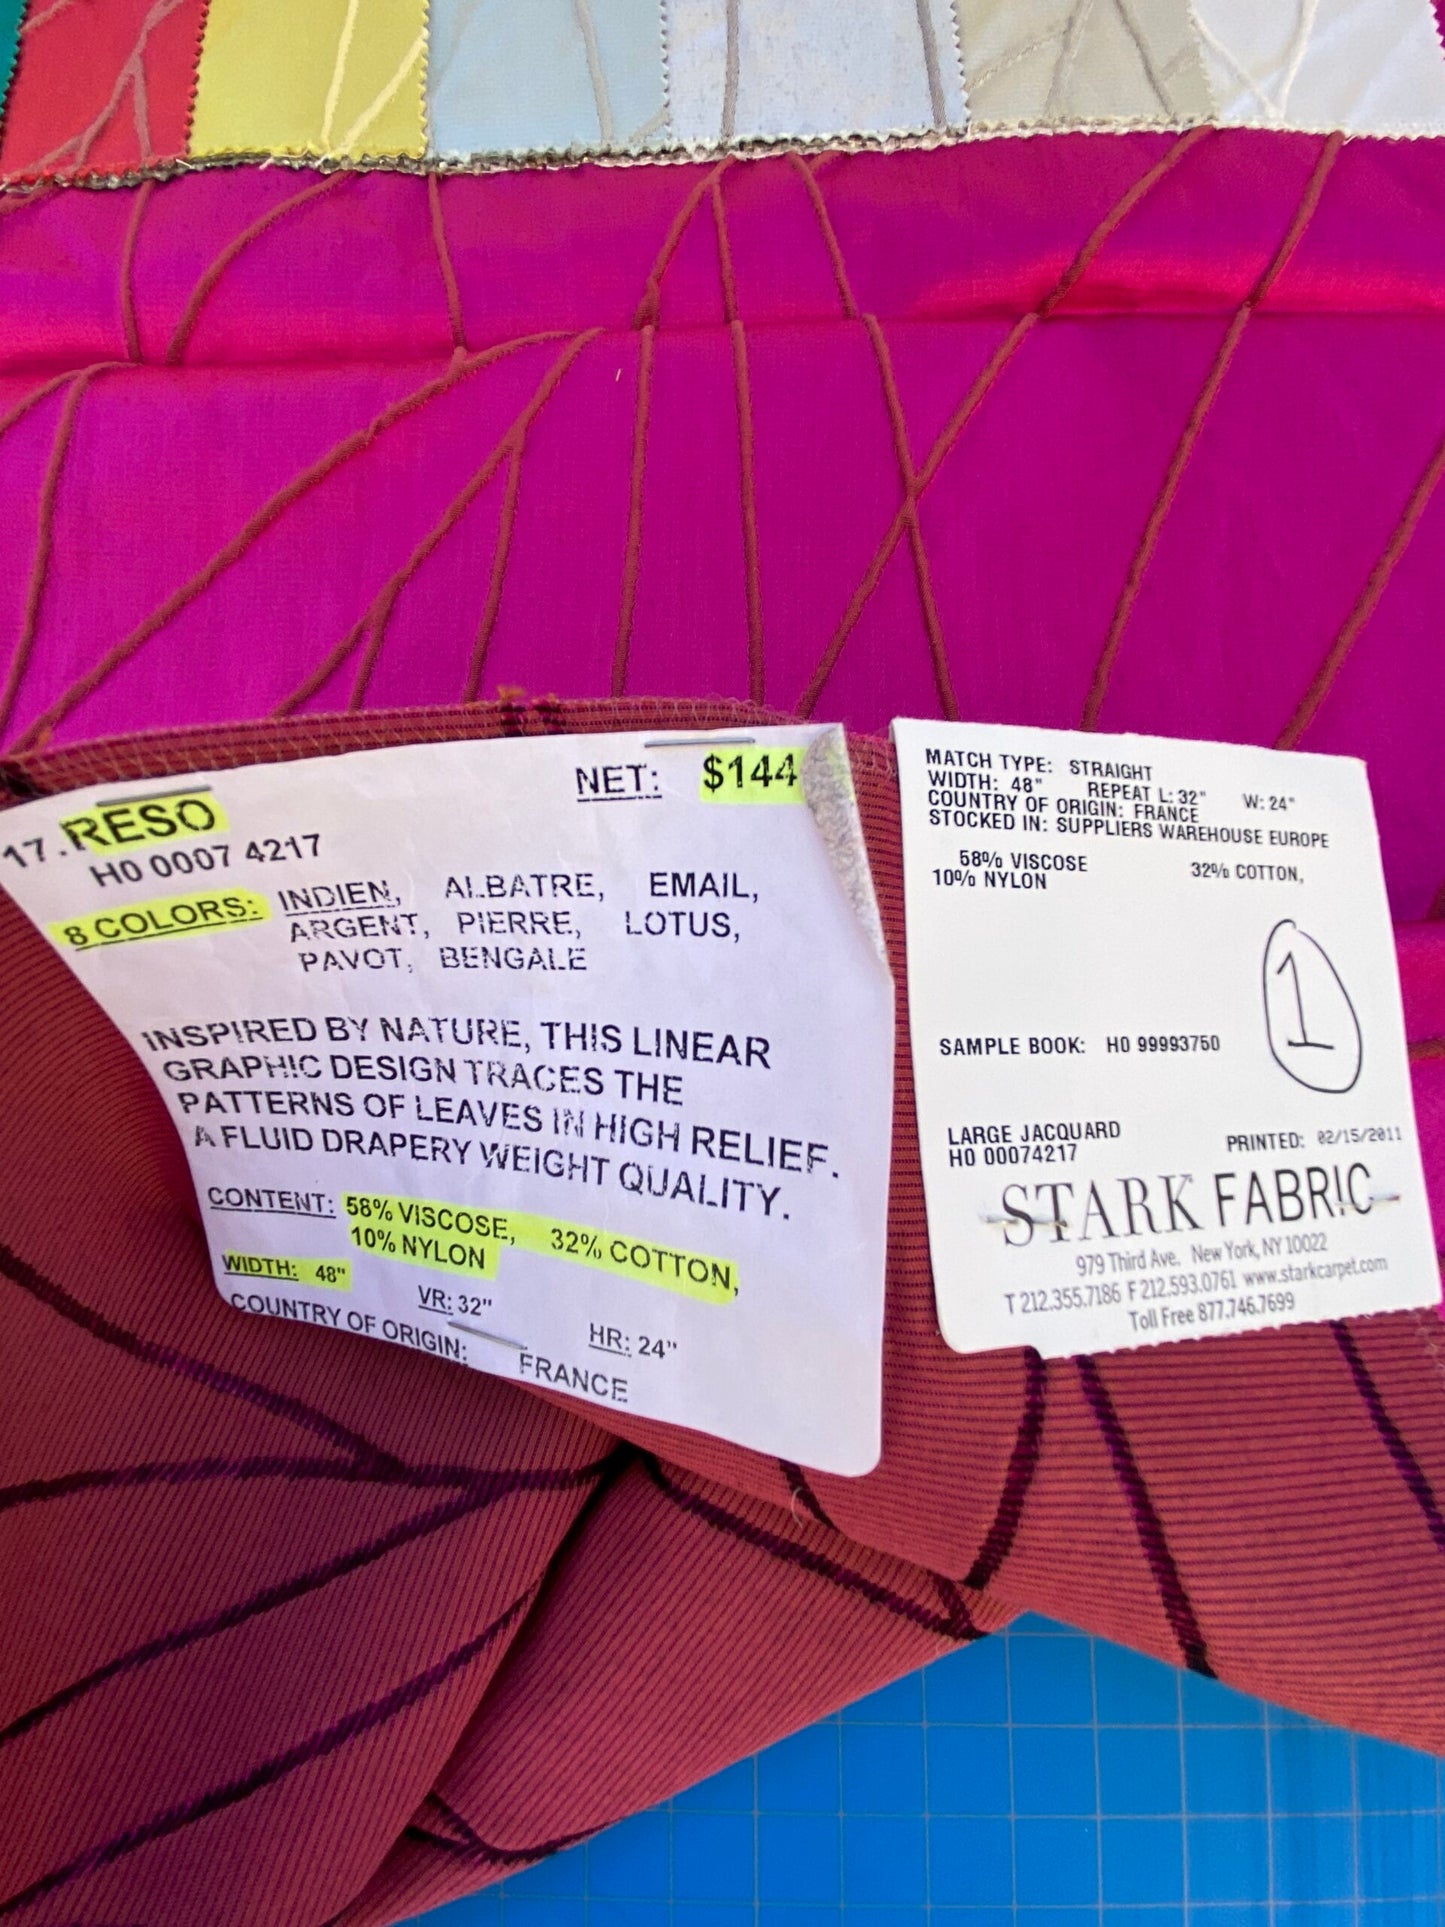 NET: $144
17. RESO
H0 0007 4217
8 COLORS: INDIEN, ALBATRE, EMAIL,
ARGENT, PIERRE, LOTUS,
PAVOT, BENGALE
INSPIRED BY NATURE, THIS LINEAR
GRAPHIC DESIGN TRACES THE
PATTERNS OF LEAVES IN HIGH RELIEF.
A FLUID DRAPERY WEIGHT QUALITY.
CONTENT: 58% VISCOSE, 32% COTTON,
10% NYLON
WIDTH: 48" VR: 32" HR: 24"
COUNTRY OF ORIGIN: FRANCE
MATCH TYPE: STRAIGHT
WIDTH: 48" REPEAT L: 32" W: 24"
COUNTRY OF ORIGIN: FRANCE
STOCKED IN: SUPPLIERS WAREHOUSE EUROPE
58% VISCOSE 32% COTTON,
10% NYLON
1
SAMPLE BOOK: H0 99993750
LARGE JACQUARD
H0 00074217 PRINTED: 02/15/2011
STARK FABRIC
979 Third Ave. New York, NY 10022
T 212.355.7186 F 212.593.0761 www.starkcarpet.com
Toll Free 877.746.7699